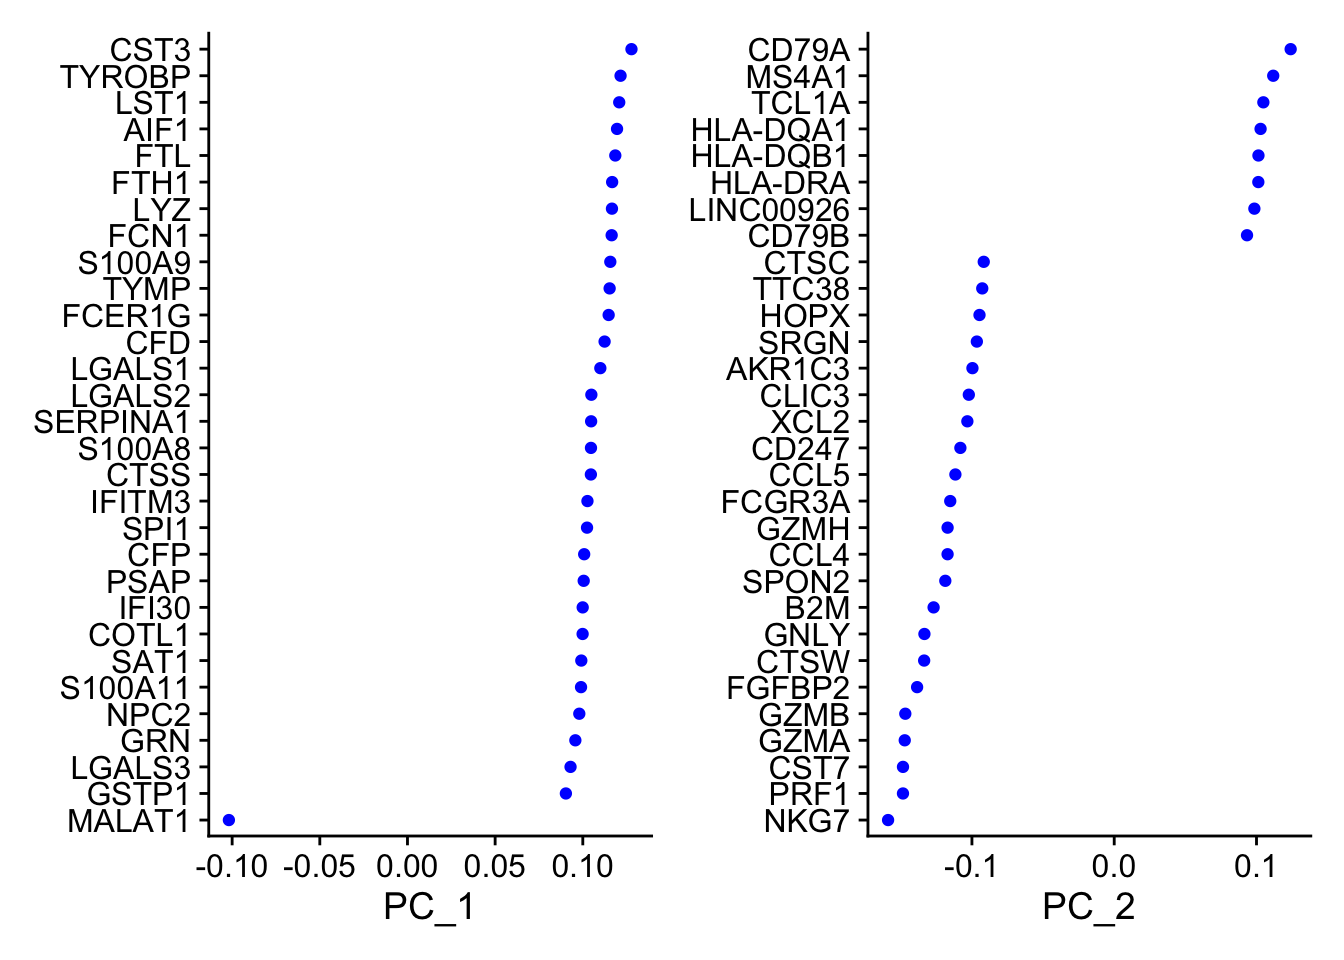 CST3
TYROBP
LST1
AIF1
FTL
FTH1
LYZ
FCN1
S100A9
TYMP
FCER1G
CFD
LGALS1
LGALS2
SERPINA1
S100A8
CTSS
IFITM3
SPI1
CFP
PSAP
IFI30
COTL1
SAT1
S100A11
NPC2
GRN
LGALS3
GSTP1
MALAT1
-0.10 -0.05 0.00 0.05 0.10
PC_1
CD79A
MS4A1
TCL1A
HLA-DQA1
HLA-DQB1
HLA-DRA
LINC00926
CD79B
CTSC
TTC38
HOPX
SRGN
AKR1C3
CLIC3
XCL2
CD247
CCL5
FCGR3A
GZMH
CCL4
SPON2
B2M
GNLY
CTSW
FGFBP2
GZMB
GZMA
CST7
PRF1
NKG7
-0.1 0.0 0.1
PC_2